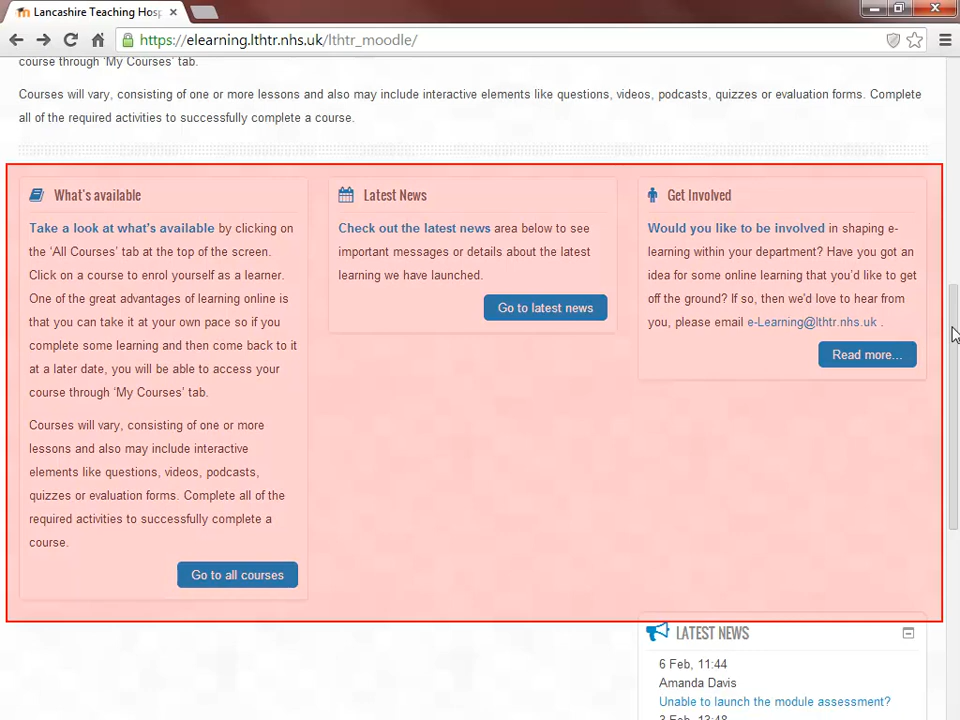 Lancashire Teaching Hosp
https://elearning.lthtr.nhs.uk/lthtr_moodle/
course through 'My Courses' tab.
Courses will vary, consisting of one or more lessons and also may include interactive elements like questions, videos, podcasts, quizzes or evaluation forms. Complete
all of the required activities to successfully complete a course.
What's available
Take a look at what's available by clicking on
the 'All Courses' tab at the top of the screen.
Click on a course to enrol yourself as a learner.
One of the great advantages of learning online is
that you can take it at your own pace so if you
complete some learning and then come back to it
at a later date, you will be able to access your
course through 'My Courses' tab.
Courses will vary, consisting of one or more
lessons and also may include interactive
elements like questions, videos, podcasts,
quizzes or evaluation forms. Complete all of the
required activities to successfully complete a
course.
Go to all courses
Latest News
Check out the latest news area below to see
important messages or details about the latest
learning we have launched.
Go to latest news
Get Involved
Would you like to be involved in shaping e-
learning within your department? Have you got an
idea for some online learning that you'd like to get
off the ground? If so, then we'd love to hear from
you, please email e-Learning@lthtr.nhs.uk .
Read more...
LATEST NEWS
6 Feb, 11:44
Amanda Davis
Unable to launch the module assessment?
3 Feb, 13:48